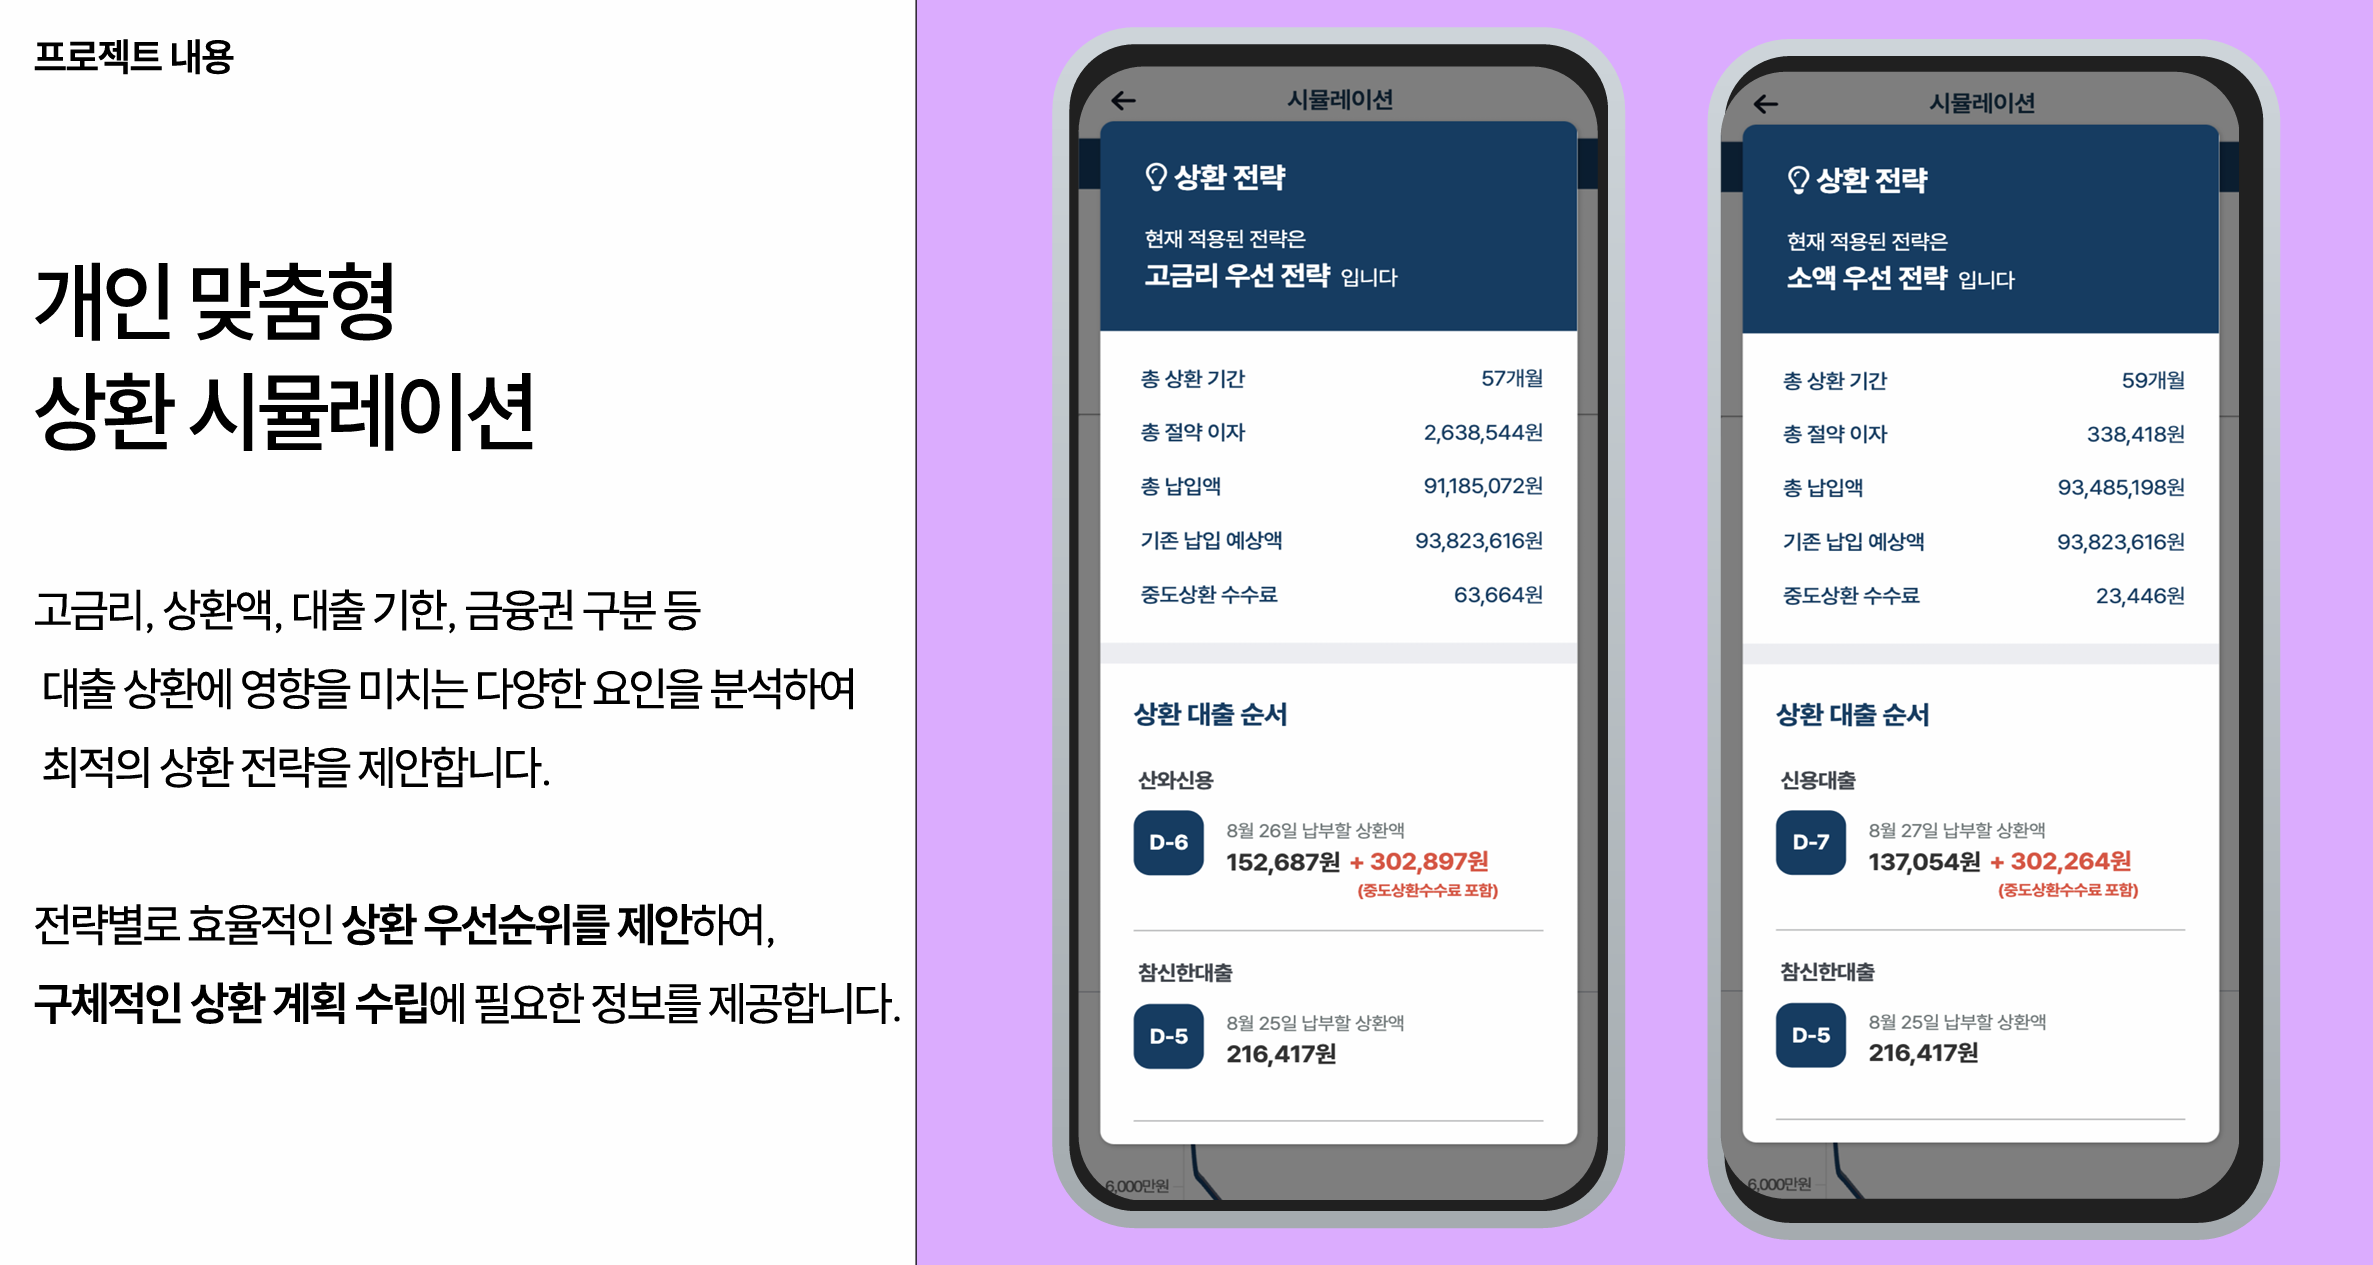 프로젝트 내용
개인 맞춤형
상환 시뮬레이션
고금리, 상환액, 대출 기한, 금융권 구분 등
대출 상환에 영향을 미치는 다양한 요인을 분석하여
최적의 상환 전략을 제안합니다.
전략별로 효율적인 상환 우선순위를 제안하여,
구체적인 상환 계획 수립에 필요한 정보를 제공합니다.
시뮬레이션
상환 전략
현재 적용된 전략은
고금리 우선 전략 입니다
총 상환 기간 57개월
총 절약 이자 2,638,544원
총 납입액 91,185,072원
기존 납입 예상액 93,823,616원
중도상환 수수료 63,664원
상환 대출 순서
산와신용
D-6
8월 26일 납부할 상환액
152,687원 + 302,897원
(중도상환수수료 포함)
참신한대출
D-5
8월 25일 납부할 상환액
216,417원
6,000만원
시뮬레이션
상환 전략
현재 적용된 전략은
소액 우선 전략 입니다
총 상환 기간 59개월
총 절약 이자 338,418원
총 납입액 93,485,198원
기존 납입 예상액 93,823,616원
중도상환 수수료 23,446원
상환 대출 순서
신용대출
D-7
8월 27일 납부할 상환액
137,054원 + 302,264원
(중도상환수수료 포함)
참신한대출
D-5
8월 25일 납부할 상환액
216,417원
6,000만원